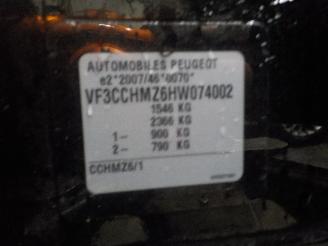 AUTOMOBILES PEUGEOT
e2*2007/46*0070*
VF3CCHMZ6HW074002
1546 KG
2366 KG
1- 900 KG
2- 790 KG
CCHMZ6/1